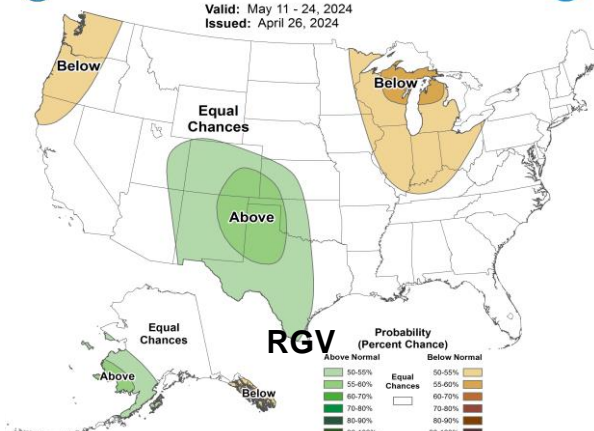 Valid: May 11 - 24, 2024
Issued: April 26, 2024
Below
Below
Equal
Chances
Above
Equal
Chances
Above
Below
RGV
Probability
(Percent Chance)
Above Normal
Below Normal
50-55%
50-55%
55-60%
Equal
Chances
55-60%
60-70%
60-70%
70-80%
70-80%
80-90%
80-90%